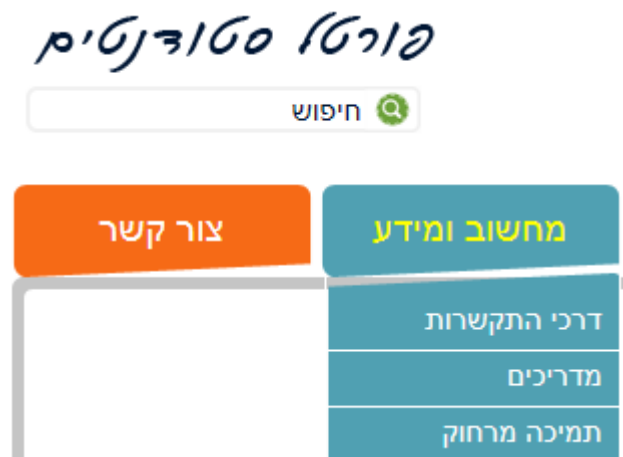 פורטל סטודנטים
חיפוש
מחשוב ומידע
צור קשר
דרכי התקשרות
מדריכים
תמיכה מרחוק